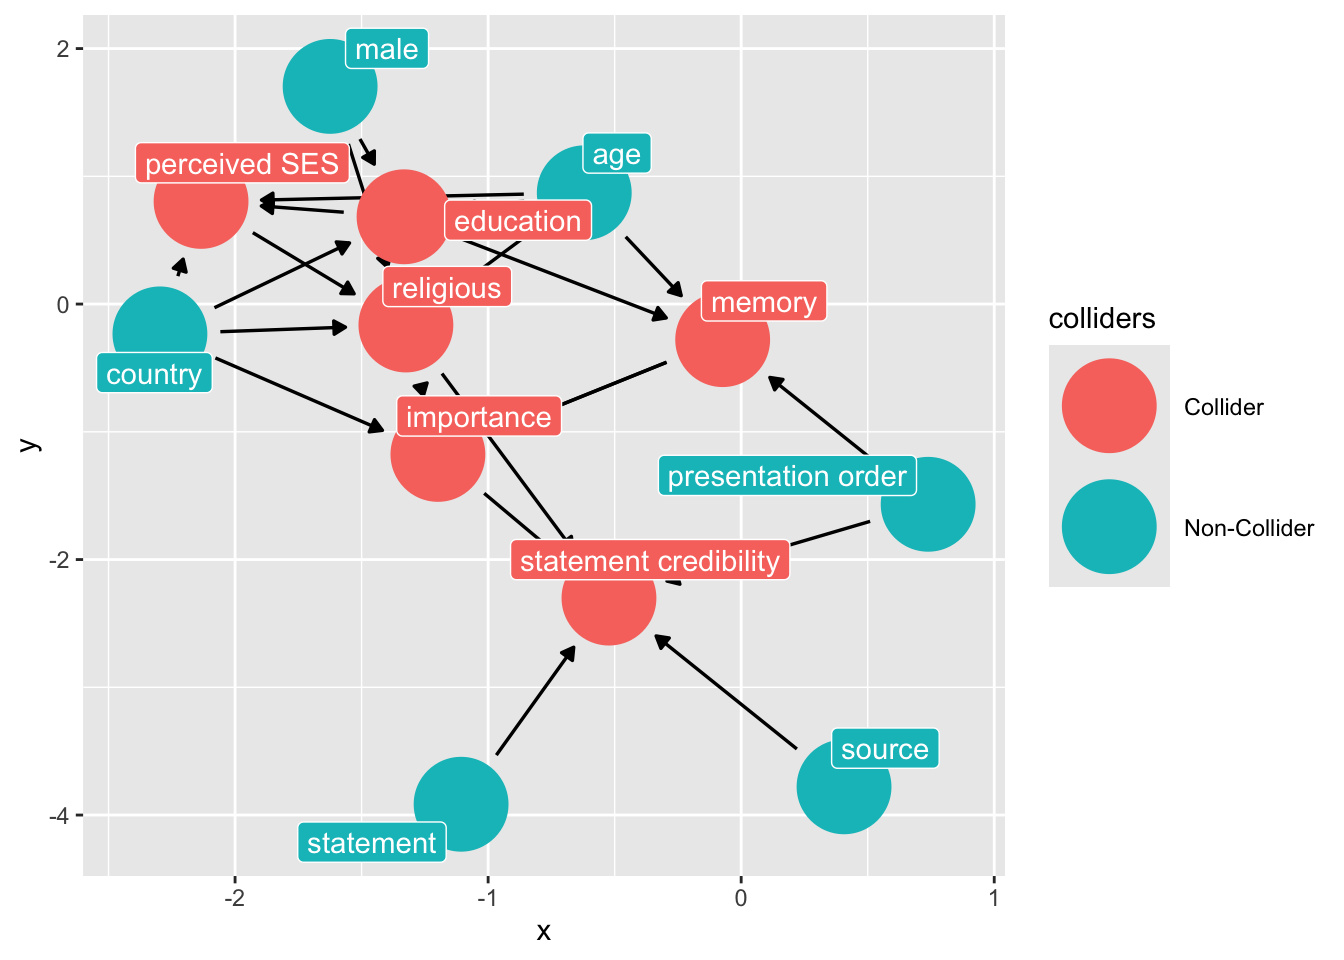 2
0
-2
-4
y
male
perceived SES
age
education
religious
memory
country
importance
presentation order
statement credibility
source
statement
-2
-1
0
1
x
colliders
Collider
Non-Collider